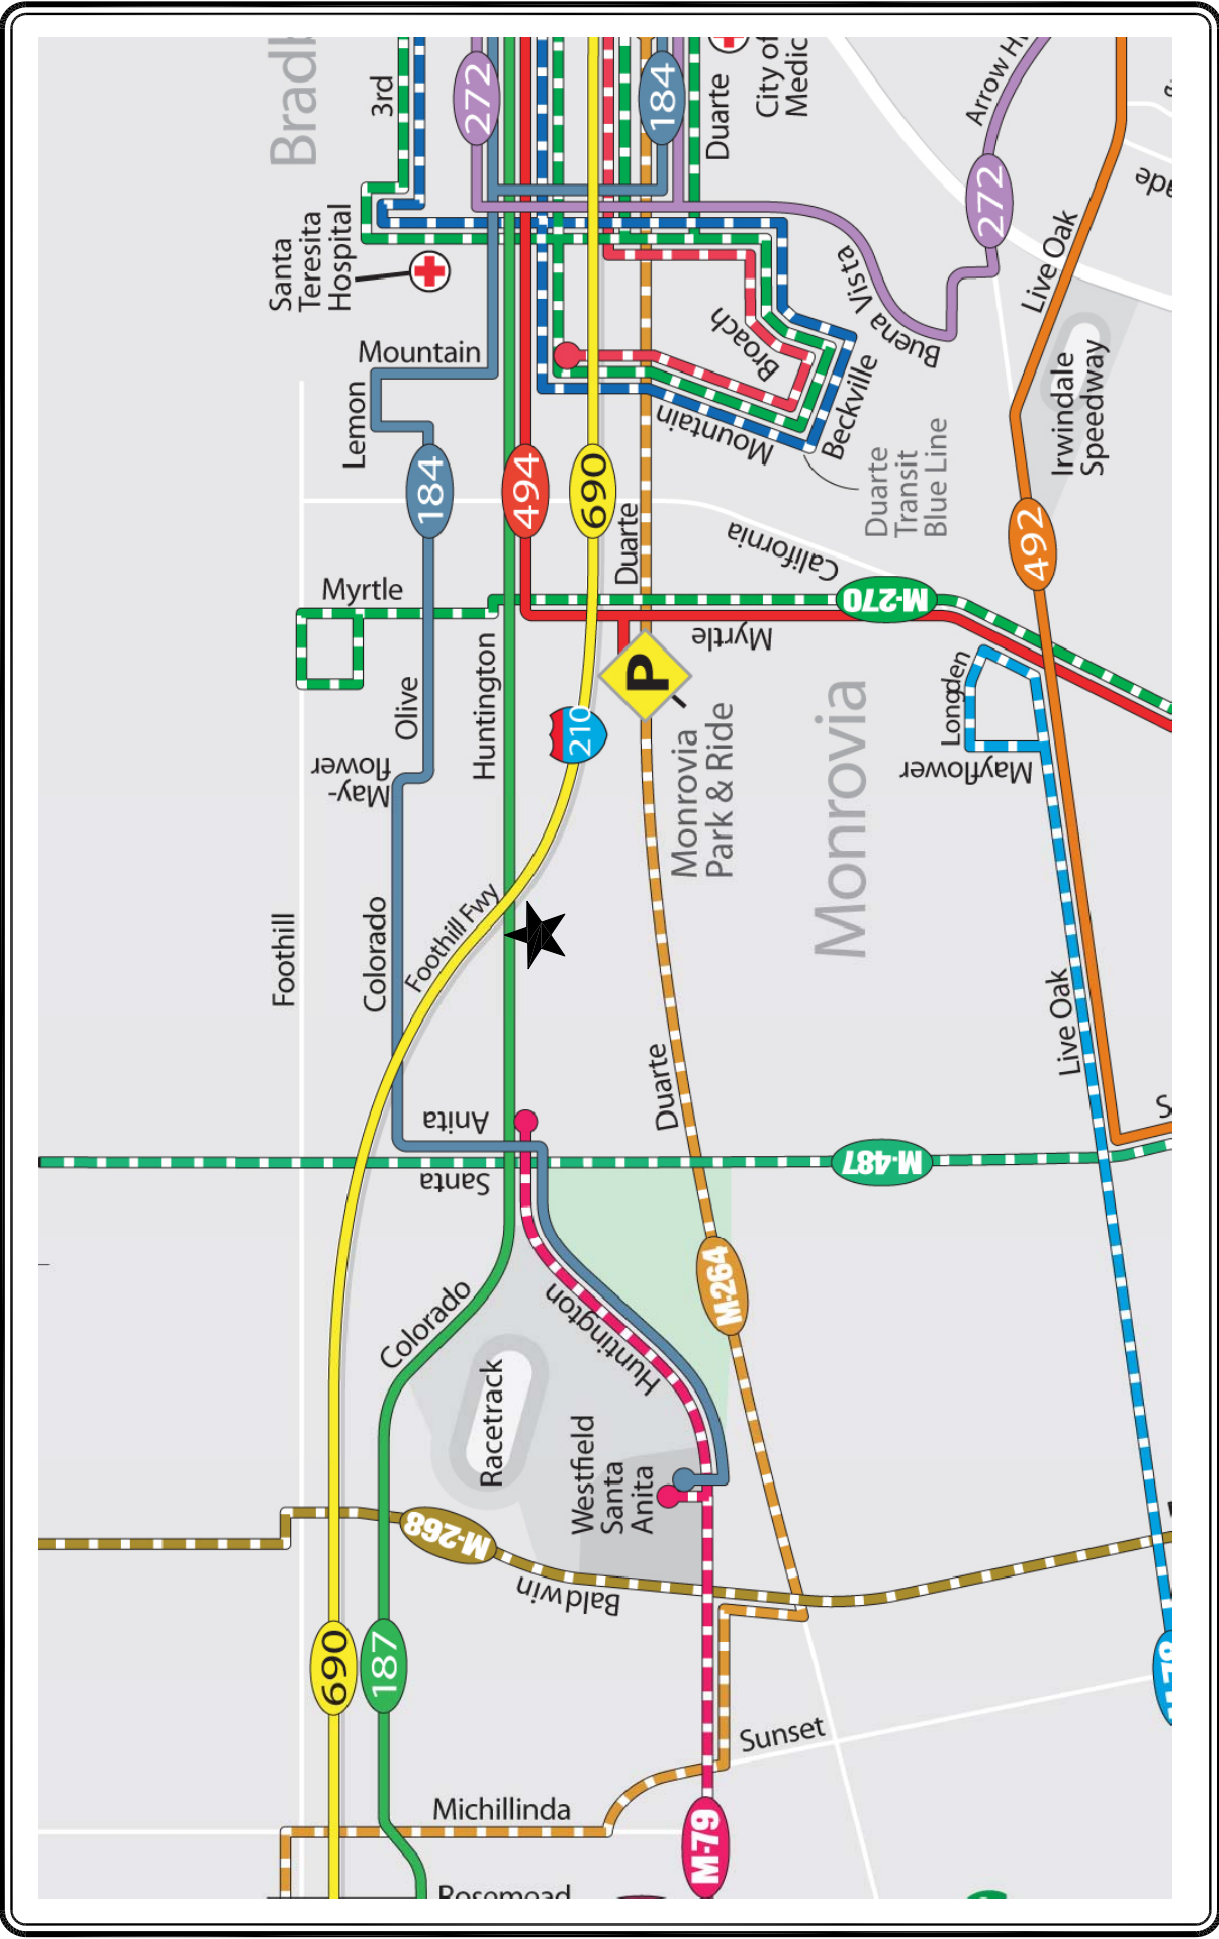 Bradb
3rd
272
184
Duarte
City of
Medic
Arrow H
272
Live Oak
Santa
Teresita
Hospital
Mountain
Lemon
184
494
690
Duarte
Broach
Mountain
Beckville
Buena Vista
Duarte
Transit
Blue Line
Irwindale
Speedway
492
California
M-270
Myrtle
Myrtle
Olive
Huntington
May-
flower
210
P
Monrovia
Park & Ride
Monrovia
Longden
Mayflower
Foothill
Colorado
Foothill Fwy
Duarte
Live Oak
Santa
Anita
M-487
S
Colorado
Huntington
M-264
Racetrack
Westfield
Santa
Anita
M-268
Baldwin
690
187
Sunset
Michillinda
M-79
Rosemead